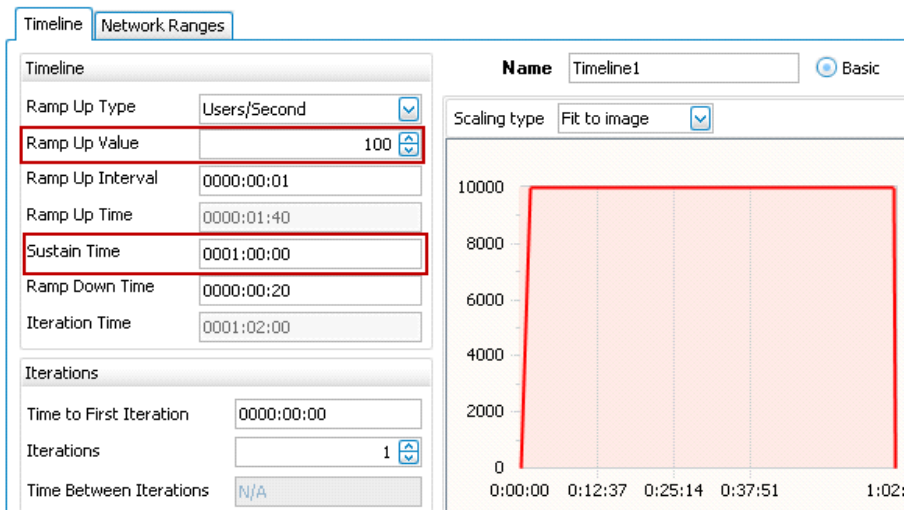 Timeline Network Ranges
Timeline
Ramp Up Type Users/Second
Ramp Up Value 100
Ramp Up Interval 0000:00:01
Ramp Up Time 0000:01:40
Sustain Time 0001:00:00
Ramp Down Time 0000:00:20
Iteration Time 0001:02:00
Iterations
Time to First Iteration 0000:00:00
Iterations 1
Time Between Iterations N/A
Name Timeline1 Basic
Scaling type Fit to image
10000
8000
6000
4000
2000
0
0:00:00 0:12:37 0:25:14 0:37:51 1:02: